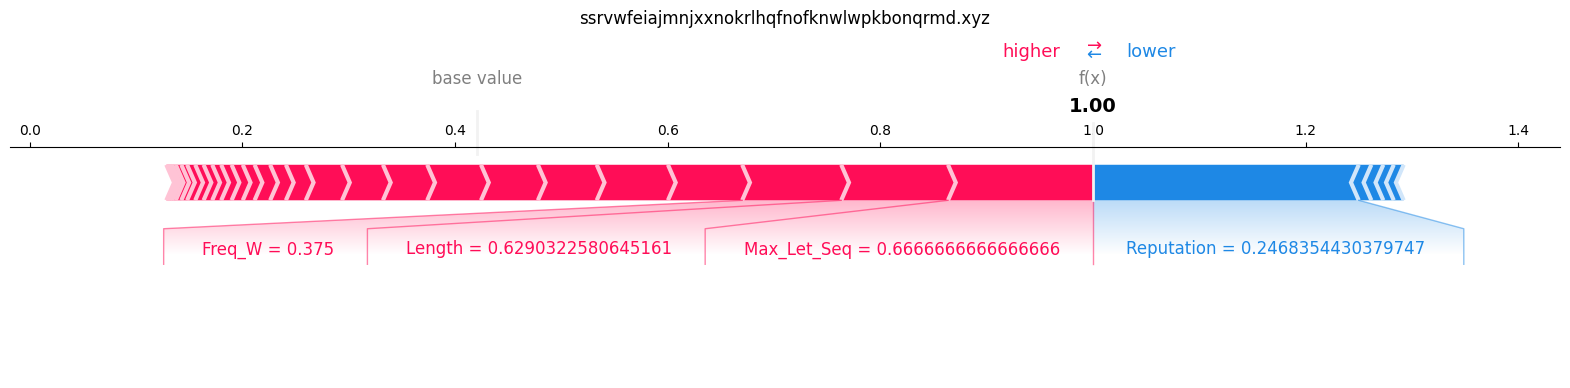 ssrvwfeiajmnjxxnokrlhqfnofknwlwpkbonqrmd.xyz
higher ⇄ lower
base value f(x)
1.00
0.0 0.2 0.4 0.6 0.8 1.0 1.2 1.4
Freq_W = 0.375 Length = 0.6290322580645161 Max_Let_Seq = 0.6666666666666666 Reputation = 0.2468354430379747